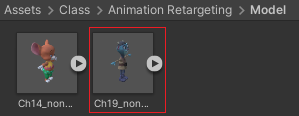 Assets > Class > Animation Retargeting > Model
Ch14_non... Ch19_non...